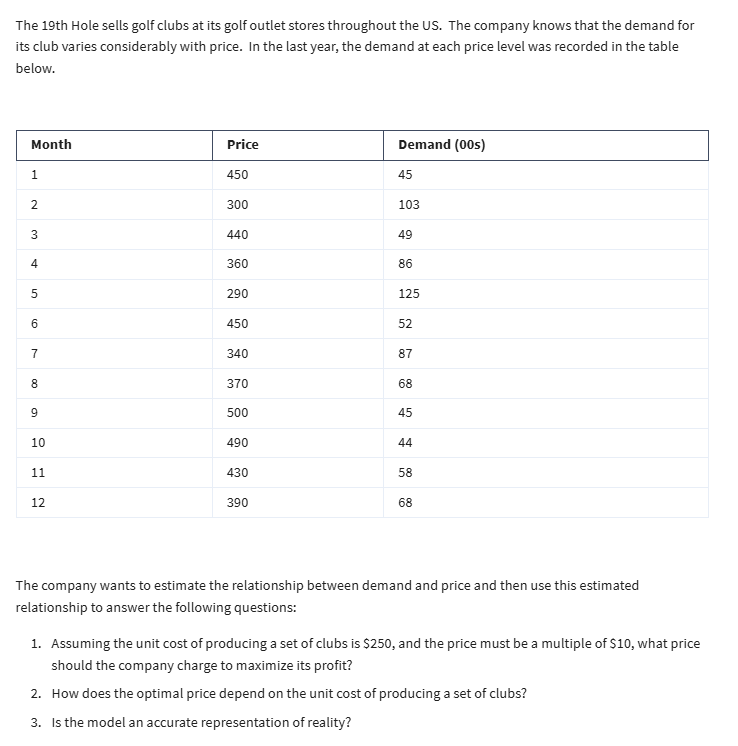 The 19th Hole sells golf clubs at its golf outlet stores throughout the US. The company knows that the demand for
its club varies considerably with price. In the last year, the demand at each price level was recorded in the table
below.
Month Price Demand (00s)
1 450 45
2 300 103
3 440 49
4 360 86
5 290 125
6 450 52
7 340 87
8 370 68
9 500 45
10 490 44
11 430 58
12 390 68
The company wants to estimate the relationship between demand and price and then use this estimated
relationship to answer the following questions:
1. Assuming the unit cost of producing a set of clubs is $250, and the price must be a multiple of $10, what price
should the company charge to maximize its profit?
2. How does the optimal price depend on the unit cost of producing a set of clubs?
3. Is the model an accurate representation of reality?